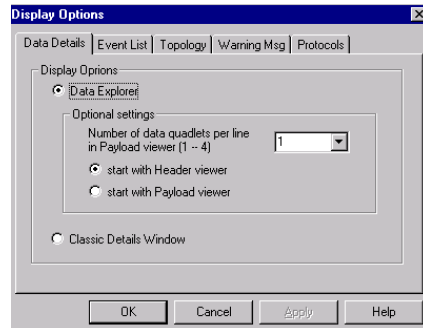 Display Options
Data Details Event List Topology Warning Msg Protocols
Display Oprions
Data Explorer
Optional settings
Number of data quadlets per line
in Payload viewer (1 -- 4)
1
start with Header viewer
start with Payload viewer
Classic Details Window
OK Cancel Apply Help